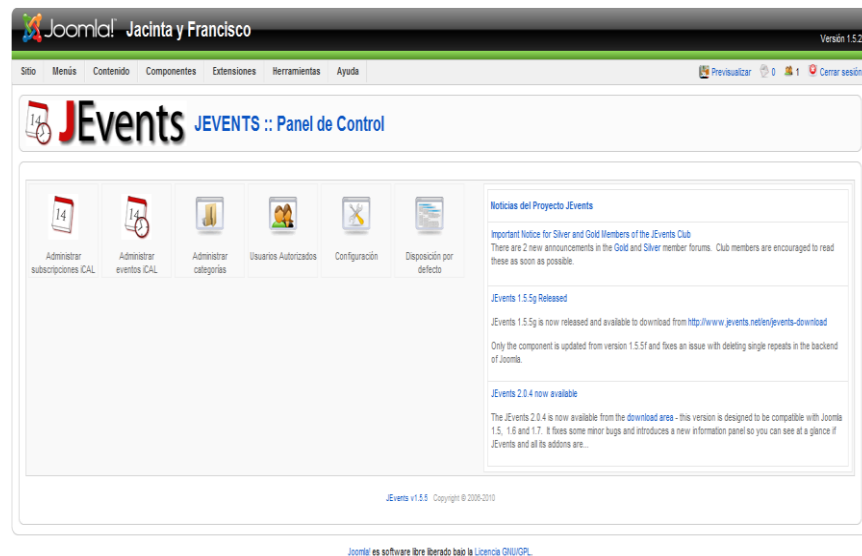 Joomla! Jacinta y Francisco
Versión 1.5.2
Sitio Menús Contenido Componentes Extensiones Herramientas Ayuda Previsualizar 0 1 Cerrar sesión
14 JEvents JEVENTS :: Panel de Control
14
14
Administrar
subscripciones iCAL
Administrar
eventos iCAL
Administrar
categorías
Usuarios Autorizados
Configuración
Disposición por
defecto
Noticias del Proyecto JEvents
Important Notice for Silver and Gold Members of the JEvents Club
There are 2 new announcements in the Gold and Silver member forums. Club members are encouraged to read
these as soon as possible.
JEvents 1.5.5g Released
JEvents 1.5.5g is now released and available to download from http://www.jevents.net/en/jevents-download
Only the component is updated from version 1.5.5f and fixes an issue with deleting single repeats in the backend
of Joomla.
JEvents 2.0.4 now available
The JEvents 2.0.4 is now available from the download area - this version is designed to be compatible with Joomla
1.5, 1.6 and 1.7. It fixes some minor bugs and introduces a new information panel so you can see at a glance if
JEvents and all its addons are...
JEvents v1.5.5 Copyright © 2006-2010
Joomla! es software libre liberado bajo la Licencia GNU/GPL.